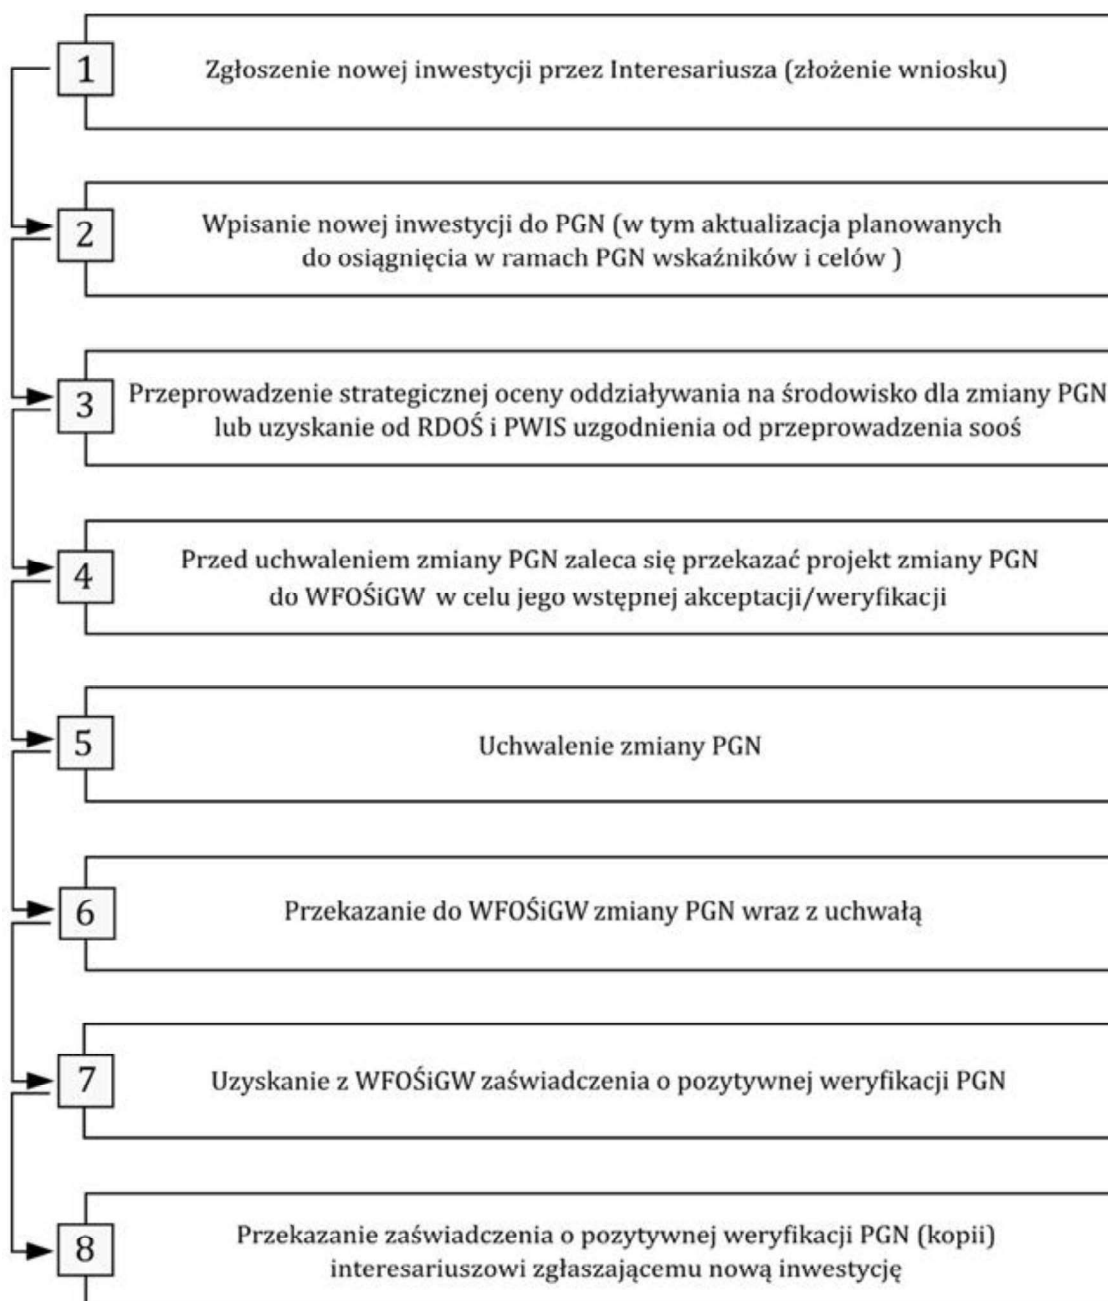 1
Zgłoszenie nowej inwestycji przez Interesariusza (złożenie wniosku)
2
Wpisanie nowej inwestycji do PGN (w tym aktualizacja planowanych
do osiągnięcia w ramach PGN wskaźników i celów )
3
Przeprowadzenie strategicznej oceny oddziaływania na środowisko dla zmiany PGN
lub uzyskanie od RDOŚ i PWIS uzgodnienia od przeprowadzenia sooś
4
Przed uchwaleniem zmiany PGN zaleca się przekazać projekt zmiany PGN
do WFOŚiGW w celu jego wstępnej akceptacji/weryfikacji
5
Uchwalenie zmiany PGN
6
Przekazanie do WFOŚiGW zmiany PGN wraz z uchwałą
7
Uzyskanie z WFOŚiGW zaświadczenia o pozytywnej weryfikacji PGN
8
Przekazanie zaświadczenia o pozytywnej weryfikacji PGN (kopii)
interesariuszowi zgłaszającemu nową inwestycję